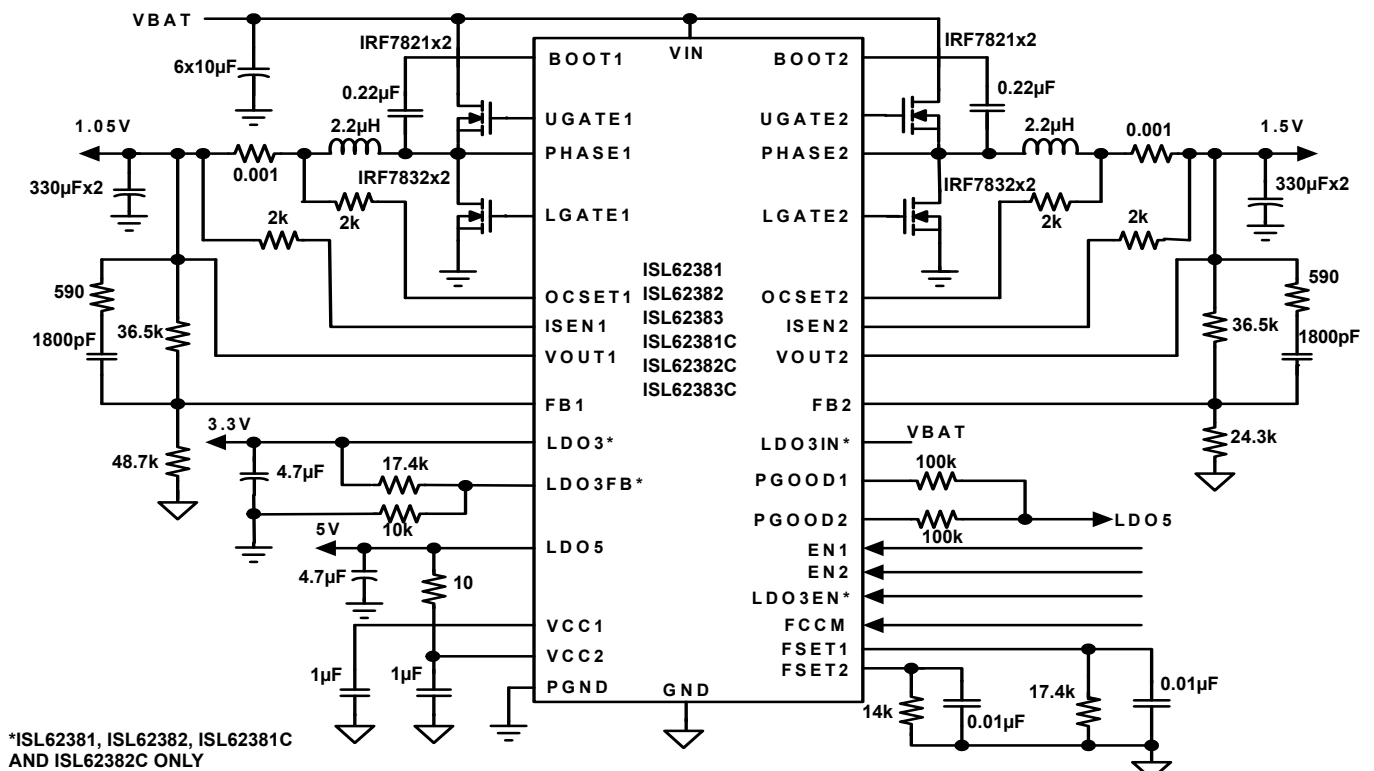 VBAT
6x10µF
IRF7821x2
0.22µF
1.05V
2.2µH
0.001
330µFx2
IRF7832x2
2k
2k
590
1800pF
36.5k
48.7k
3.3V
4.7µF
17.4k
10k
5V
4.7µF
10
1µF
1µF
VIN
BOOT1
UGATE1
PHASE1
LGATE1
OCSET1
ISEN1
VOUT1
FB1
LDO3*
LDO3FB*
LDO5
VCC1
VCC2
PGND
GND
ISL62381
ISL62382
ISL62383
ISL62381C
ISL62382C
ISL62383C
BOOT2
UGATE2
PHASE2
LGATE2
OCSET2
ISEN2
VOUT2
FB2
LDO3IN*
PGOOD1
PGOOD2
EN1
EN2
LDO3EN*
FCCM
FSET1
FSET2
IRF7821x2
0.22µF
2.2µH
0.001
1.5V
IRF7832x2
330µFx2
2k
2k
590
36.5k
1800pF
24.3k
VBAT
100k
100k
LDO5
14k
0.01µF
17.4k
0.01µF
*ISL62381, ISL62382, ISL62381C
AND ISL62382C ONLY